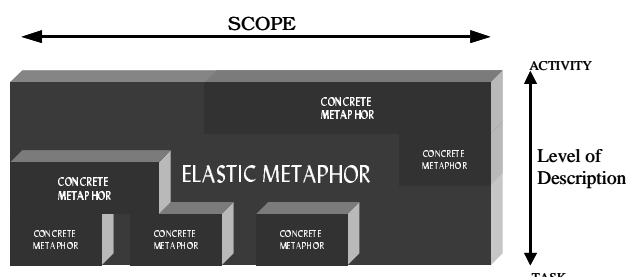 SCOPE
ACTIVITY
CONCRETE
METAPHOR
CONCRETE
METAPHOR
ELASTIC METAPHOR
Level of
Description
CONCRETE
METAPHOR
CONCRETE
METAPHOR
CONCRETE
METAPHOR
CONCRETE
METAPHOR
TASK